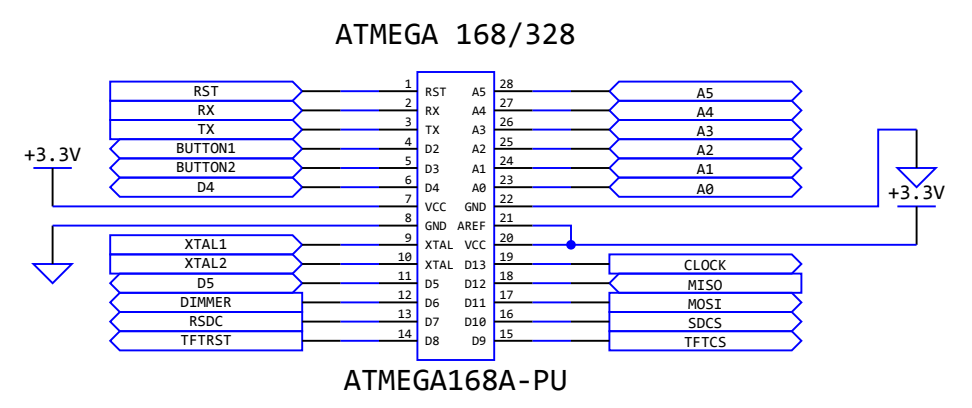 ATMEGA 168/328
RST 1 RST A5 28 A5
RX 2 RX A4 27 A4
TX 3 TX A3 26 A3
BUTTON1 4 D2 A2 25 A2
+3.3V BUTTON2 5 D3 A1 24 A1
D4 6 D4 A0 23 A0
7 VCC GND 22 +3.3V
8 GND AREF 21
XTAL1 9 XTAL VCC 20
XTAL2 10 XTAL D13 19 CLOCK
D5 11 D5 D12 18 MISO
DIMMER 12 D6 D11 17 MOSI
RSDC 13 D7 D10 16 SDCS
TFTRST 14 D8 D9 15 TFTCS
ATMEGA168A-PU